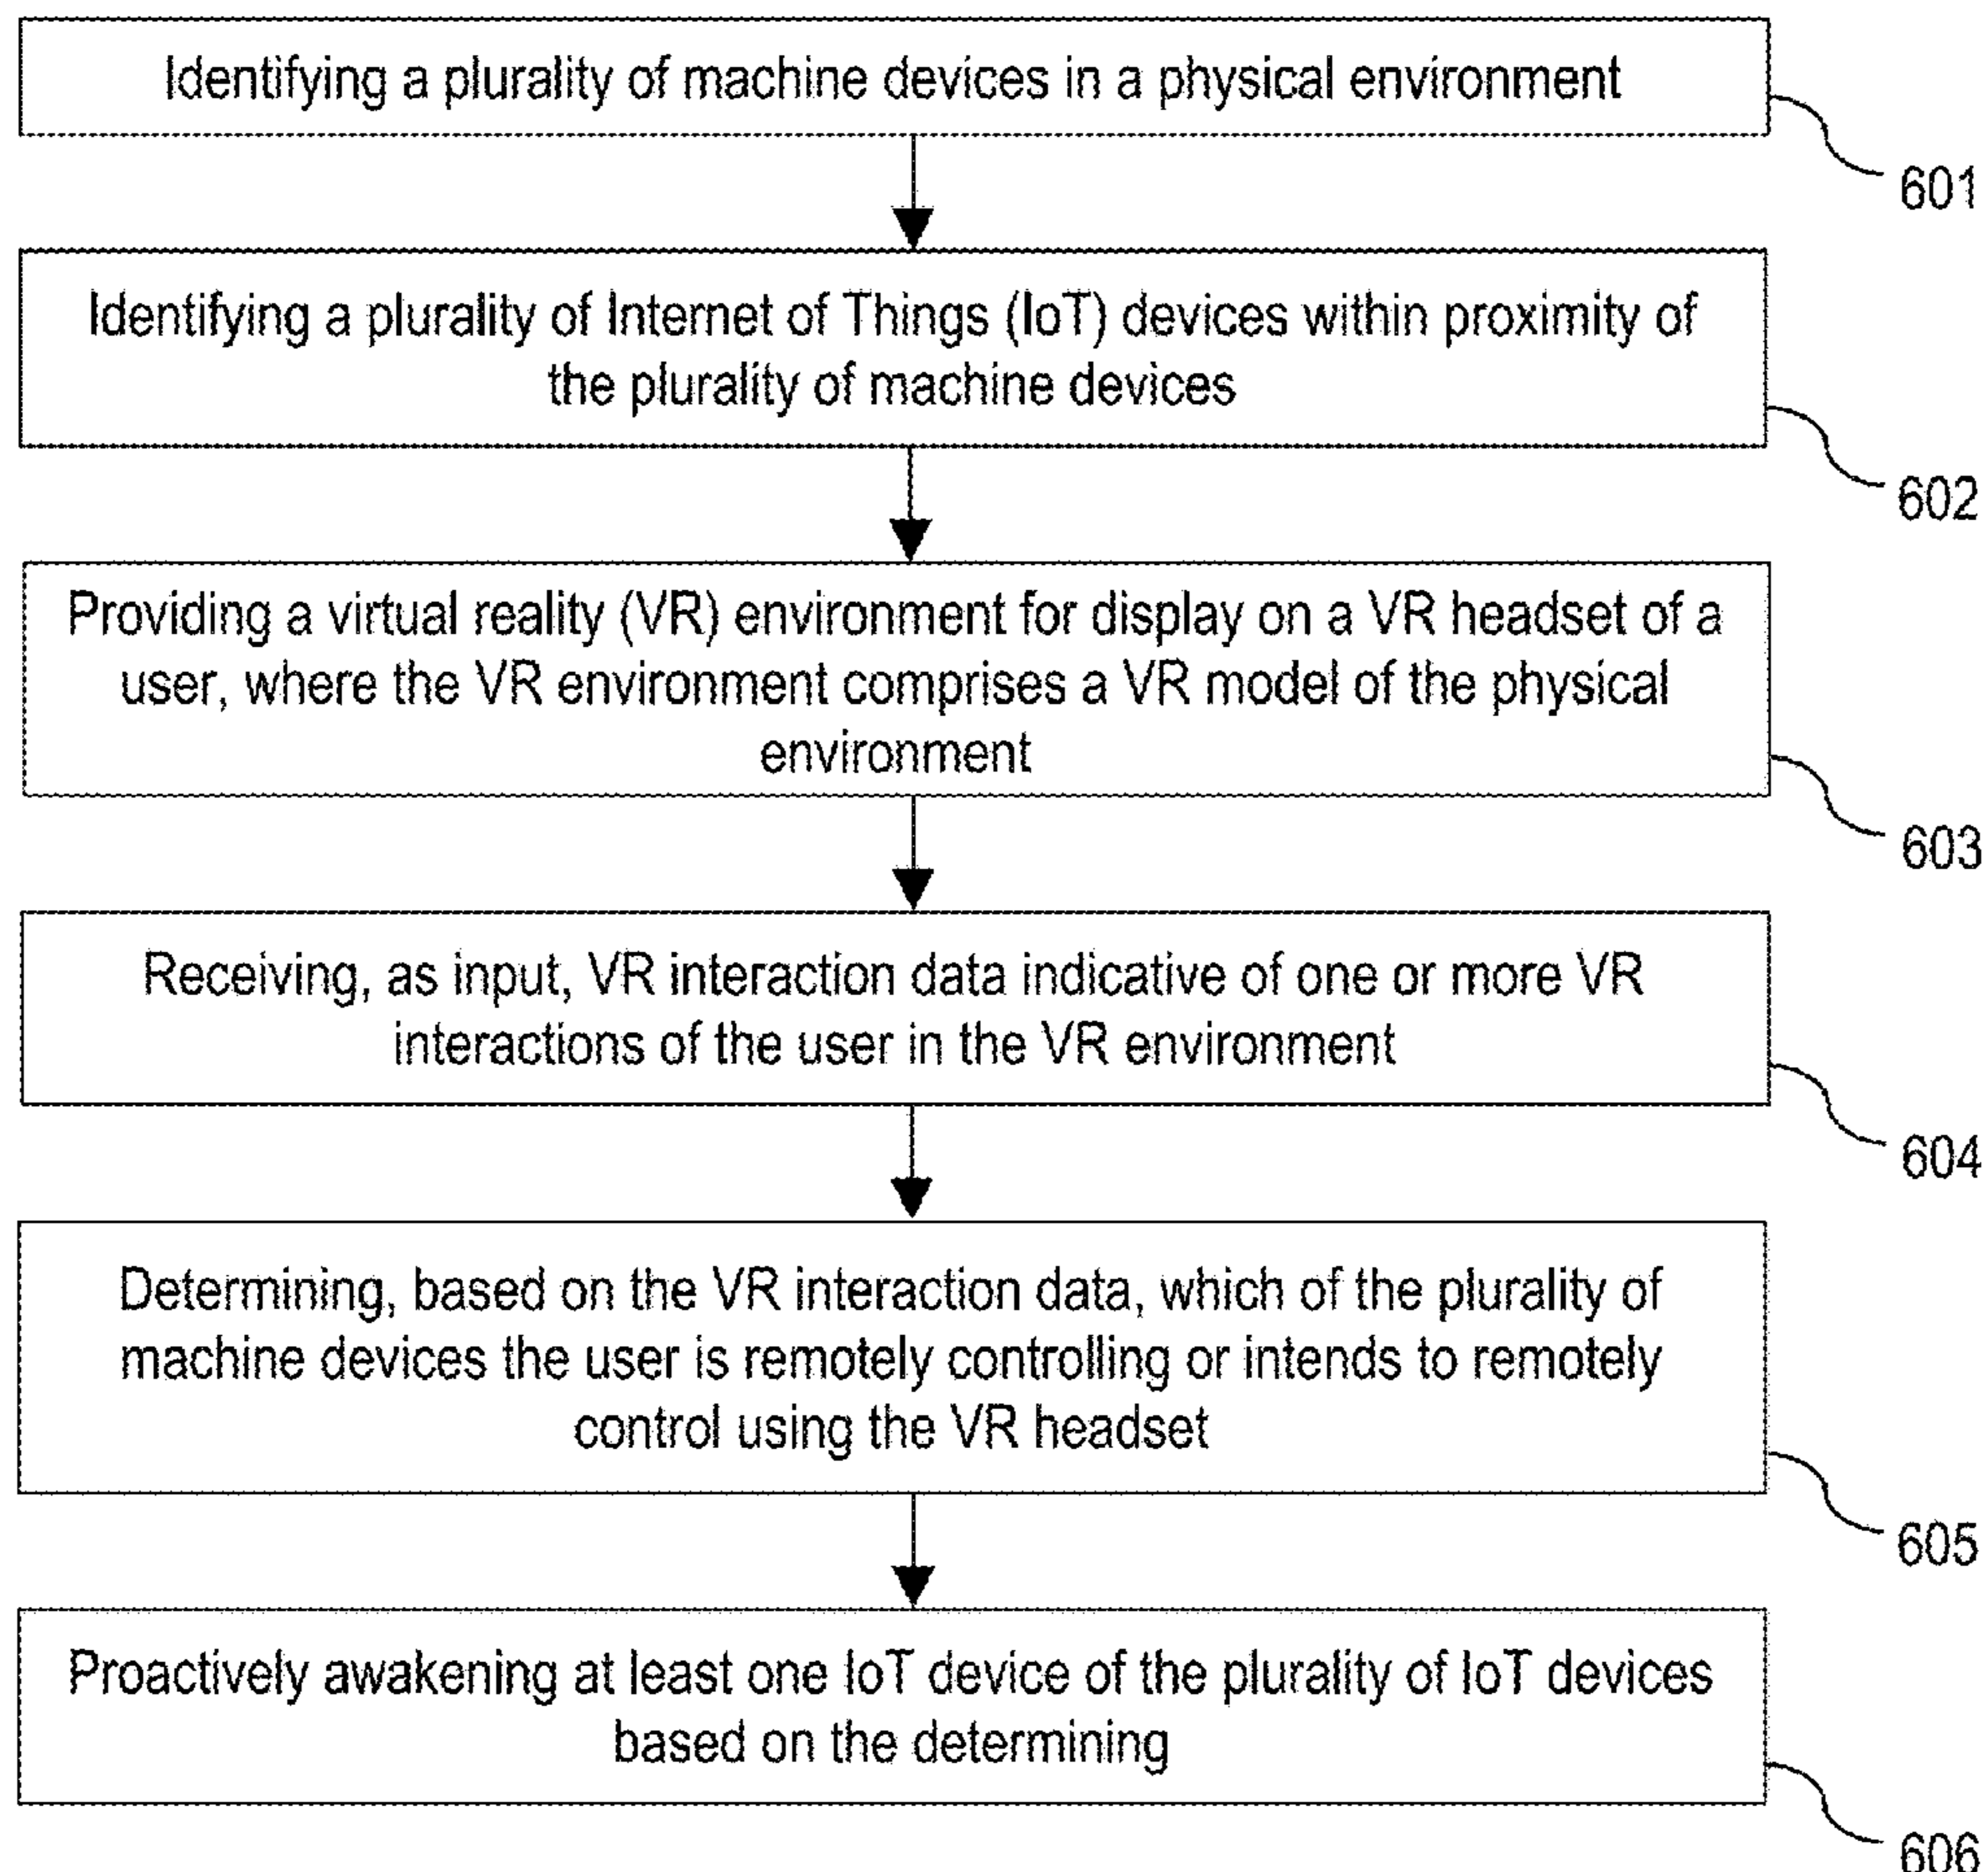 Identifying a plurality of machine devices in a physical environment
601
Identifying a plurality of Internet of Things (IoT) devices within proximity of
the plurality of machine devices
602
Providing a virtual reality (VR) environment for display on a VR headset of a
user, where the VR environment comprises a VR model of the physical
environment
603
Receiving, as input, VR interaction data indicative of one or more VR
interactions of the user in the VR environment
604
Determining, based on the VR interaction data, which of the plurality of
machine devices the user is remotely controlling or intends to remotely
control using the VR headset
605
Proactively awakening at least one IoT device of the plurality of IoT devices
based on the determining
606